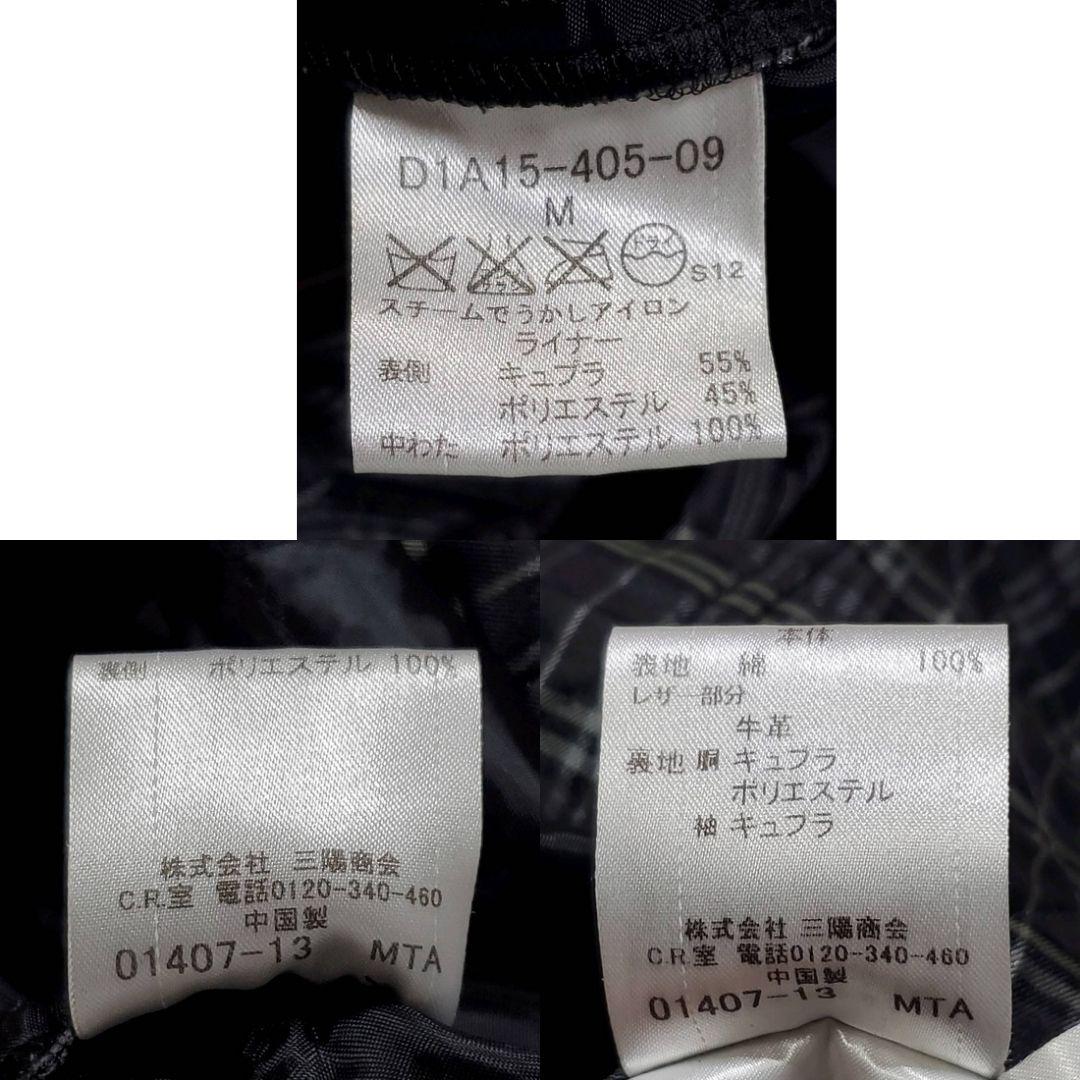 D1A15-405-09
M
ドライ
S12
スチームでうかしアイロン
ライナー
表側 キュプラ 55%
ポリエステル 45%
中わた ポリエステル 100%
表側 ポリエステル 100%
株式会社 三陽商会
C.R.室 電話0120-340-460
中国製
01407-13 MTA
本体
表地 綿 100%
レザー部分
牛革
裏地 胴 キュプラ
ポリエステル
袖 キュプラ
株式会社 三陽商会
C.R.室 電話0120-340-460
中国製
01407-13 MTA